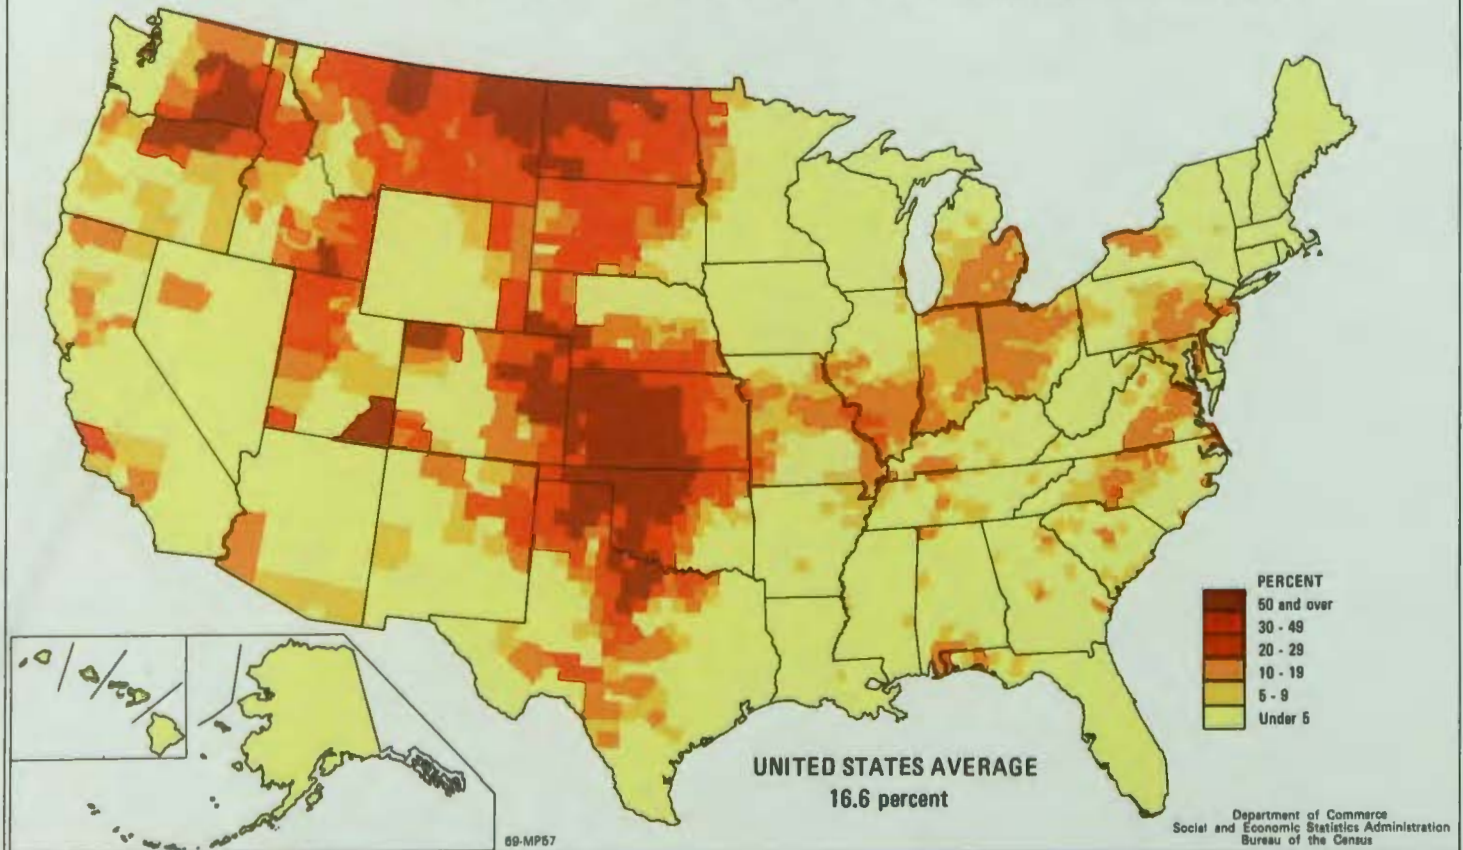 PERCENT
50 and over
30 - 49
20 - 29
10 - 19
5 - 9
Under 5
UNITED STATES AVERAGE
16.6 percent
69-MP57
Department of Commerce
Social and Economic Statistics Administration
Bureau of the Census